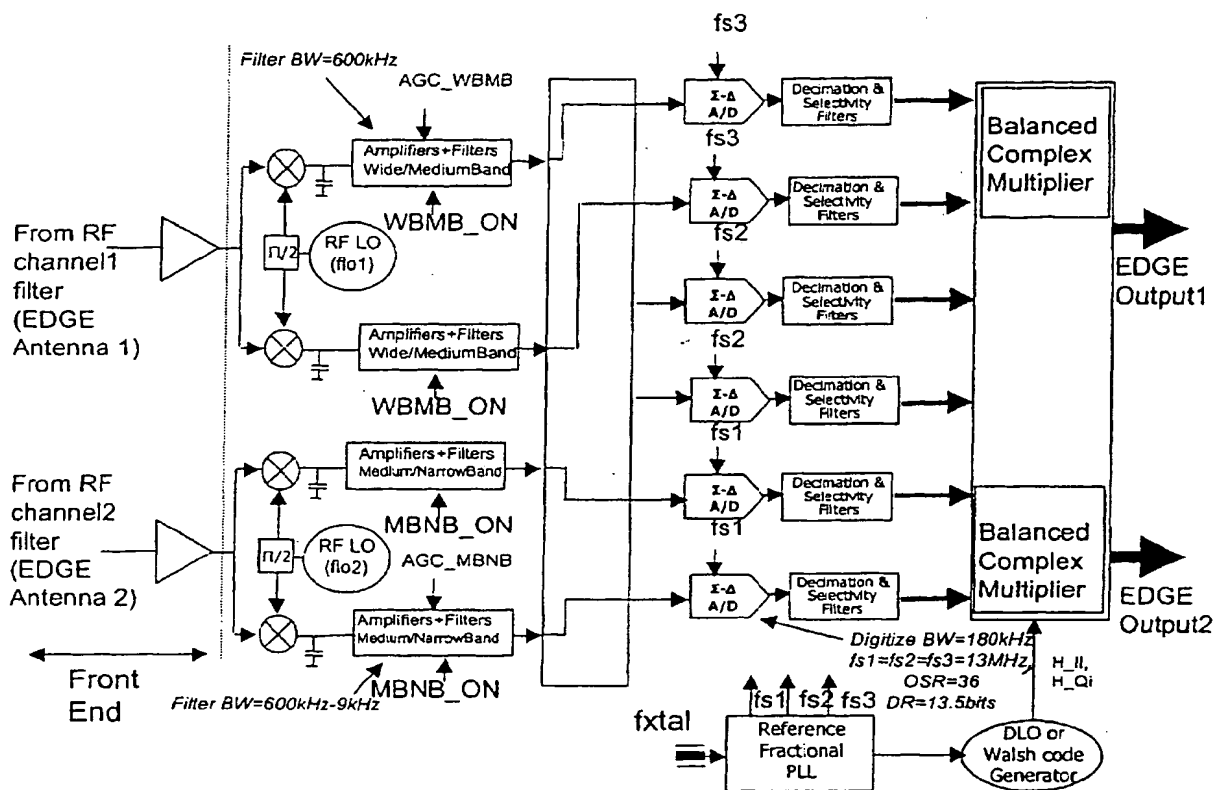 fs3
Filter BW=600kHz
AGC_WBMB
Σ-Δ
A/D
Decimation &
Selectivity
Filters
fs3
Amplifiers+Filters
Wide/MediumBand
WBMB_ON
Balanced
Complex
Multiplier
Σ-Δ
A/D
Decimation &
Selectivity
Filters
fs2
From RF
channel1
filter
(EDGE
Antenna 1)
Π/2
RF LO
(flo1)
EDGE
Output1
Σ-Δ
A/D
Decimation &
Selectivity
Filters
fs2
Amplifiers+Filters
Wide/MediumBand
WBMB_ON
Σ-Δ
A/D
Decimation &
Selectivity
Filters
fs1
Amplifiers+Filters
Medium/NarrowBand
MBNB_ON
From RF
channel2
filter
(EDGE
Antenna 2)
Π/2
RF LO
(flo2)
AGC_MBNB
Σ-Δ
A/D
Decimation &
Selectivity
Filters
fs1
Balanced
Complex
Multiplier
EDGE
Output2
Amplifiers+Filters
Medium/NarrowBand
MBNB_ON
Σ-Δ
A/D
Decimation &
Selectivity
Filters
Front
End
Filter BW=600kHz-9kHz
Digitize BW=180kHz
fs1=fs2=fs3=13MHz,
OSR=36
DR=13.5bits
H_II,
H_Qi
fs1
fs2
fs3
fxtal
Reference
Fractional
PLL
DLO or
Walsh code
Generator